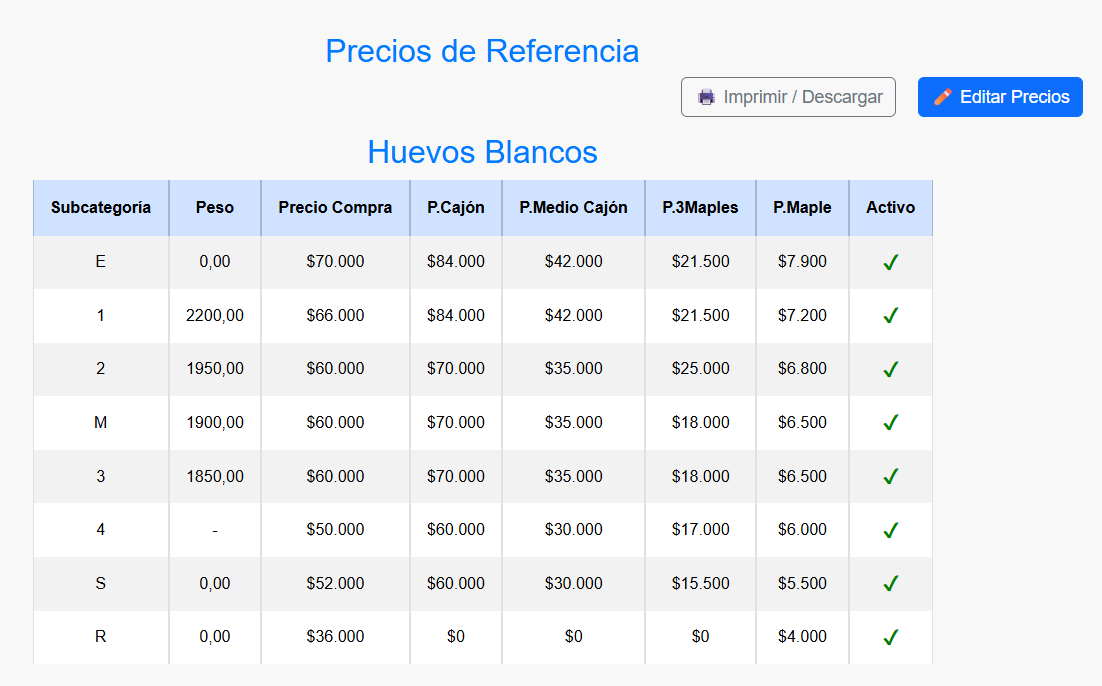 Precios de Referencia
Imprimir / Descargar Editar Precios
Huevos Blancos
Subcategoría Peso Precio Compra P.Cajón P.Medio Cajón P.3Maples P.Maple Activo
E 0,00 $70.000 $84.000 $42.000 $21.500 $7.900 ✓
1 2200,00 $66.000 $84.000 $42.000 $21.500 $7.200 ✓
2 1950,00 $60.000 $70.000 $35.000 $25.000 $6.800 ✓
M 1900,00 $60.000 $70.000 $35.000 $18.000 $6.500 ✓
3 1850,00 $60.000 $70.000 $35.000 $18.000 $6.500 ✓
4 - $50.000 $60.000 $30.000 $17.000 $6.000 ✓
S 0,00 $52.000 $60.000 $30.000 $15.500 $5.500 ✓
R 0,00 $36.000 $0 $0 $0 $4.000 ✓